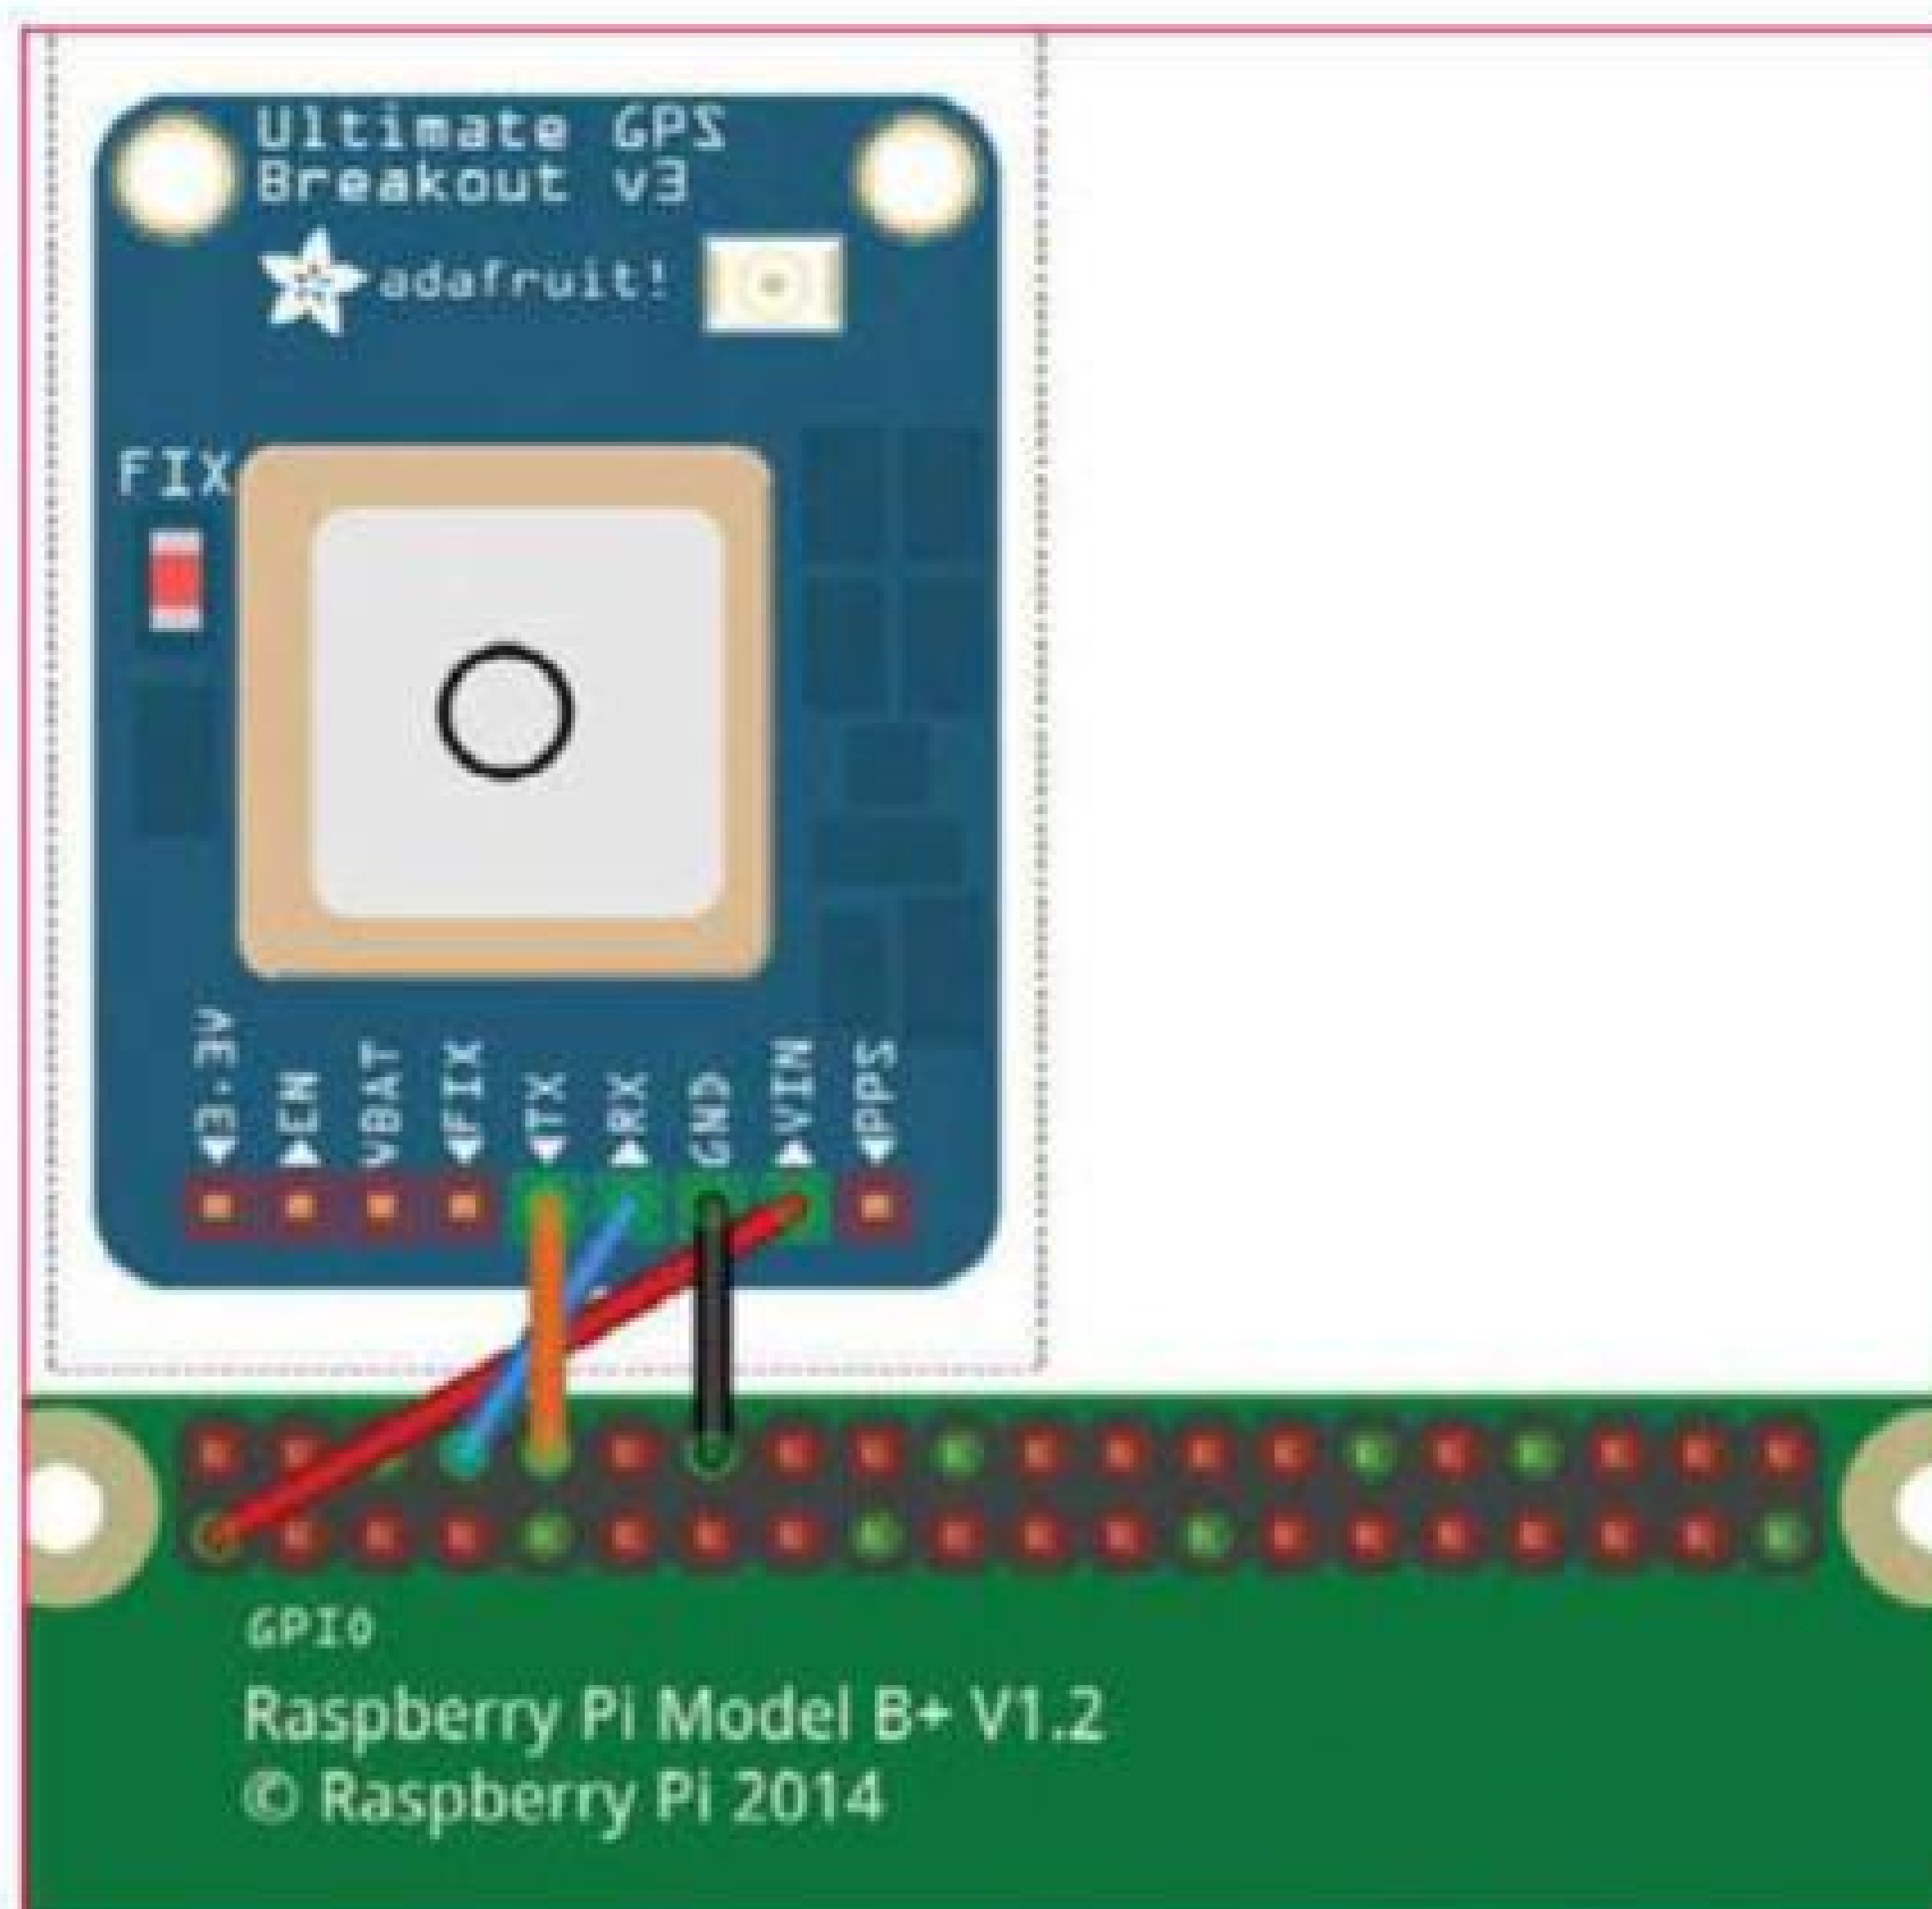 Ultimate GPS
Breakout v3
adafruit!
FIX
3.3V
EN
VBAT
FIX
TX
RX
GND
VIN
PPS
GPIO
Raspberry Pi Model B+ V1.2
© Raspberry Pi 2014